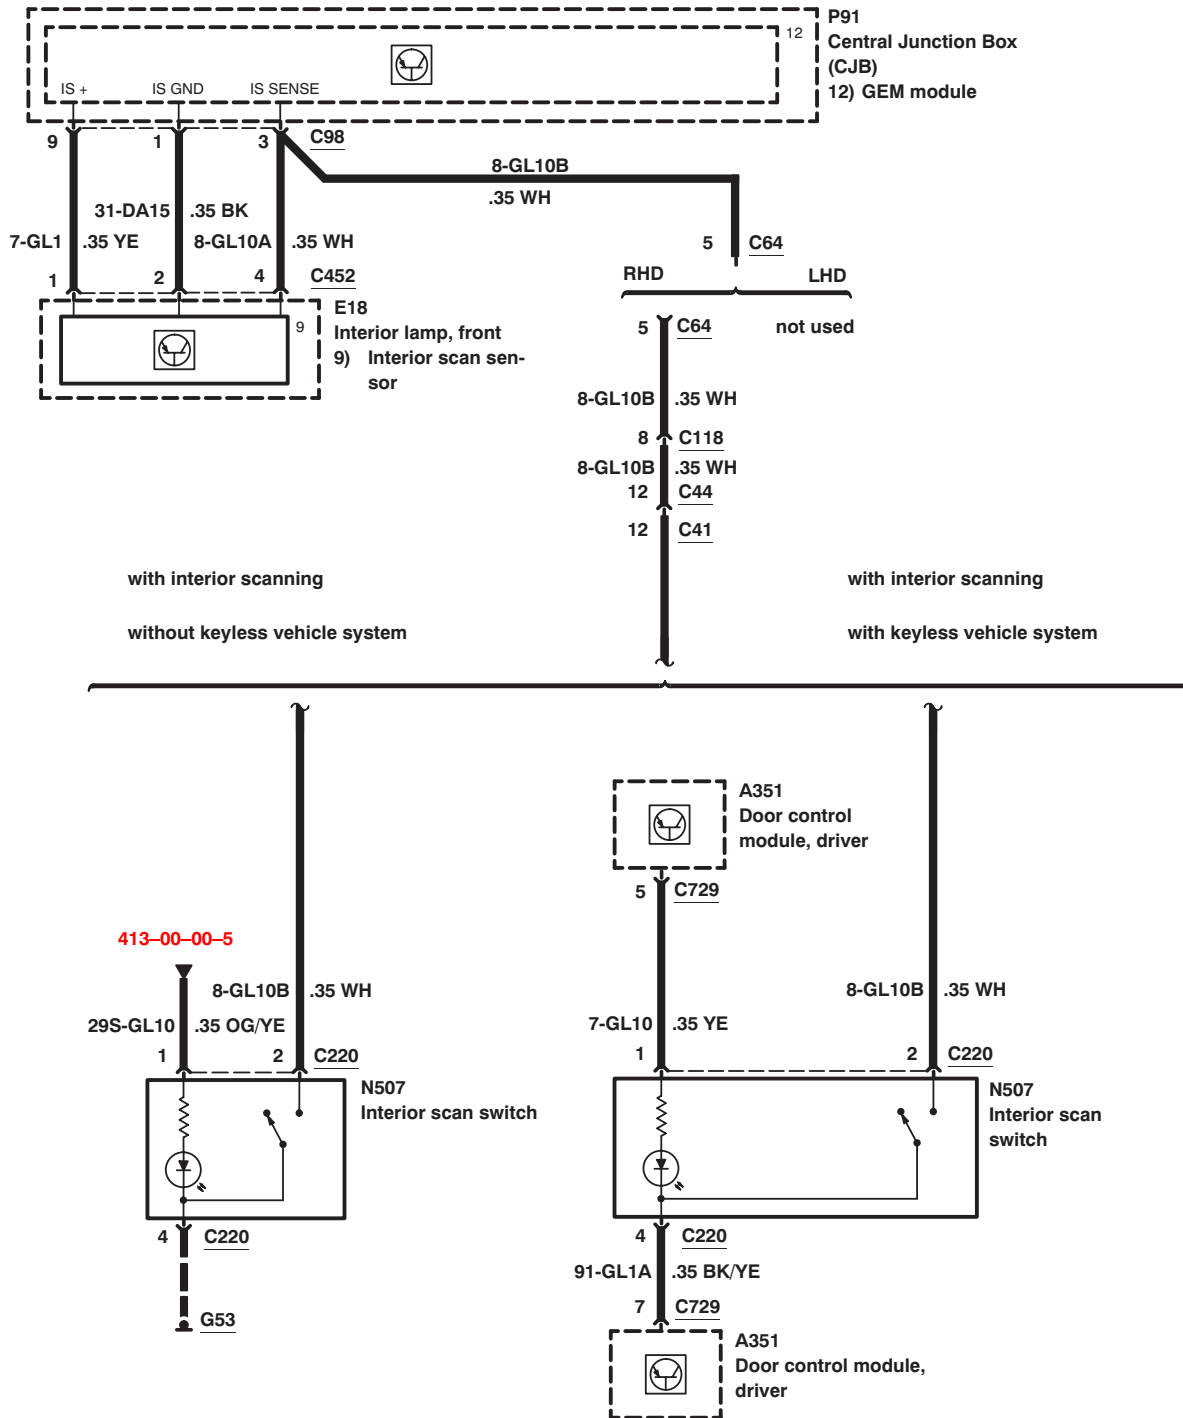 P91
Central Junction Box
(CJB)
12) GEM module
12
IS +
IS GND
IS SENSE
9
1
3
C98
8-GL10B
.35 WH
31-DA15
.35 BK
7-GL1
.35 YE
8-GL10A
.35 WH
5
C64
1
2
4
C452
RHD
LHD
E18
Interior lamp, front
9) Interior scan sen-
sor
9
5
C64
not used
8-GL10B
.35 WH
8
C118
8-GL10B
.35 WH
12
C44
12
C41
with interior scanning
without keyless vehicle system
with interior scanning
with keyless vehicle system
A351
Door control
module, driver
5
C729
413–00–00–5
8-GL10B
.35 WH
29S-GL10
.35 OG/YE
1
2
C220
N507
Interior scan switch
4
C220
G53
8-GL10B
.35 WH
7-GL10
.35 YE
1
2
C220
N507
Interior scan
switch
4
C220
91-GL1A
.35 BK/YE
7
C729
A351
Door control module,
driver